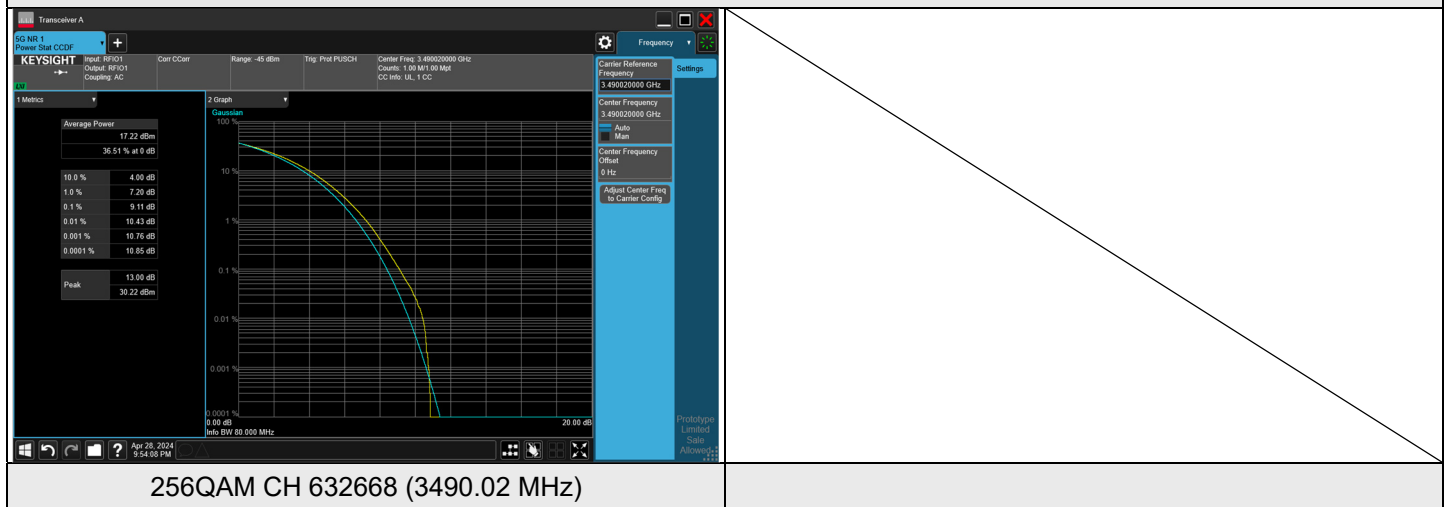 Transceiver A
5G NR 1
Power Stat CCDF
+
Frequency
KEYSIGHT
Input: RFIO1
Output: RFIO1
Coupling: AC
Corr CCorr
Range: -45 dBm
Trig: Prot PUSCH
Center Freq: 3.490020000 GHz
Counts: 1.00 M/1.00 Mpt
CC Info: UL, 1 CC
Carrier Reference
Frequency
3.490020000 GHz
Settings
Center Frequency
3.490020000 GHz
Auto
Man
Center Frequency
Offset
0 Hz
Adjust Center Freq
to Carrier Config
1 Metrics
Average Power
17.22 dBm
36.51 % at 0 dB
10.0 % 4.00 dB
1.0 % 7.20 dB
0.1 % 9.11 dB
0.01 % 10.43 dB
0.001 % 10.76 dB
0.0001 % 10.85 dB
Peak 13.00 dB
30.22 dBm
2 Graph
Gaussian
100 %
10 %
1 %
0.1 %
0.01 %
0.001 %
0.0001 %
0.00 dB 20.00 dB
Info BW 80.000 MHz
Prototype
Limited
Sale
Allowed
?
Apr 28, 2024
9:54:08 PM
256QAM CH 632668 (3490.02 MHz)